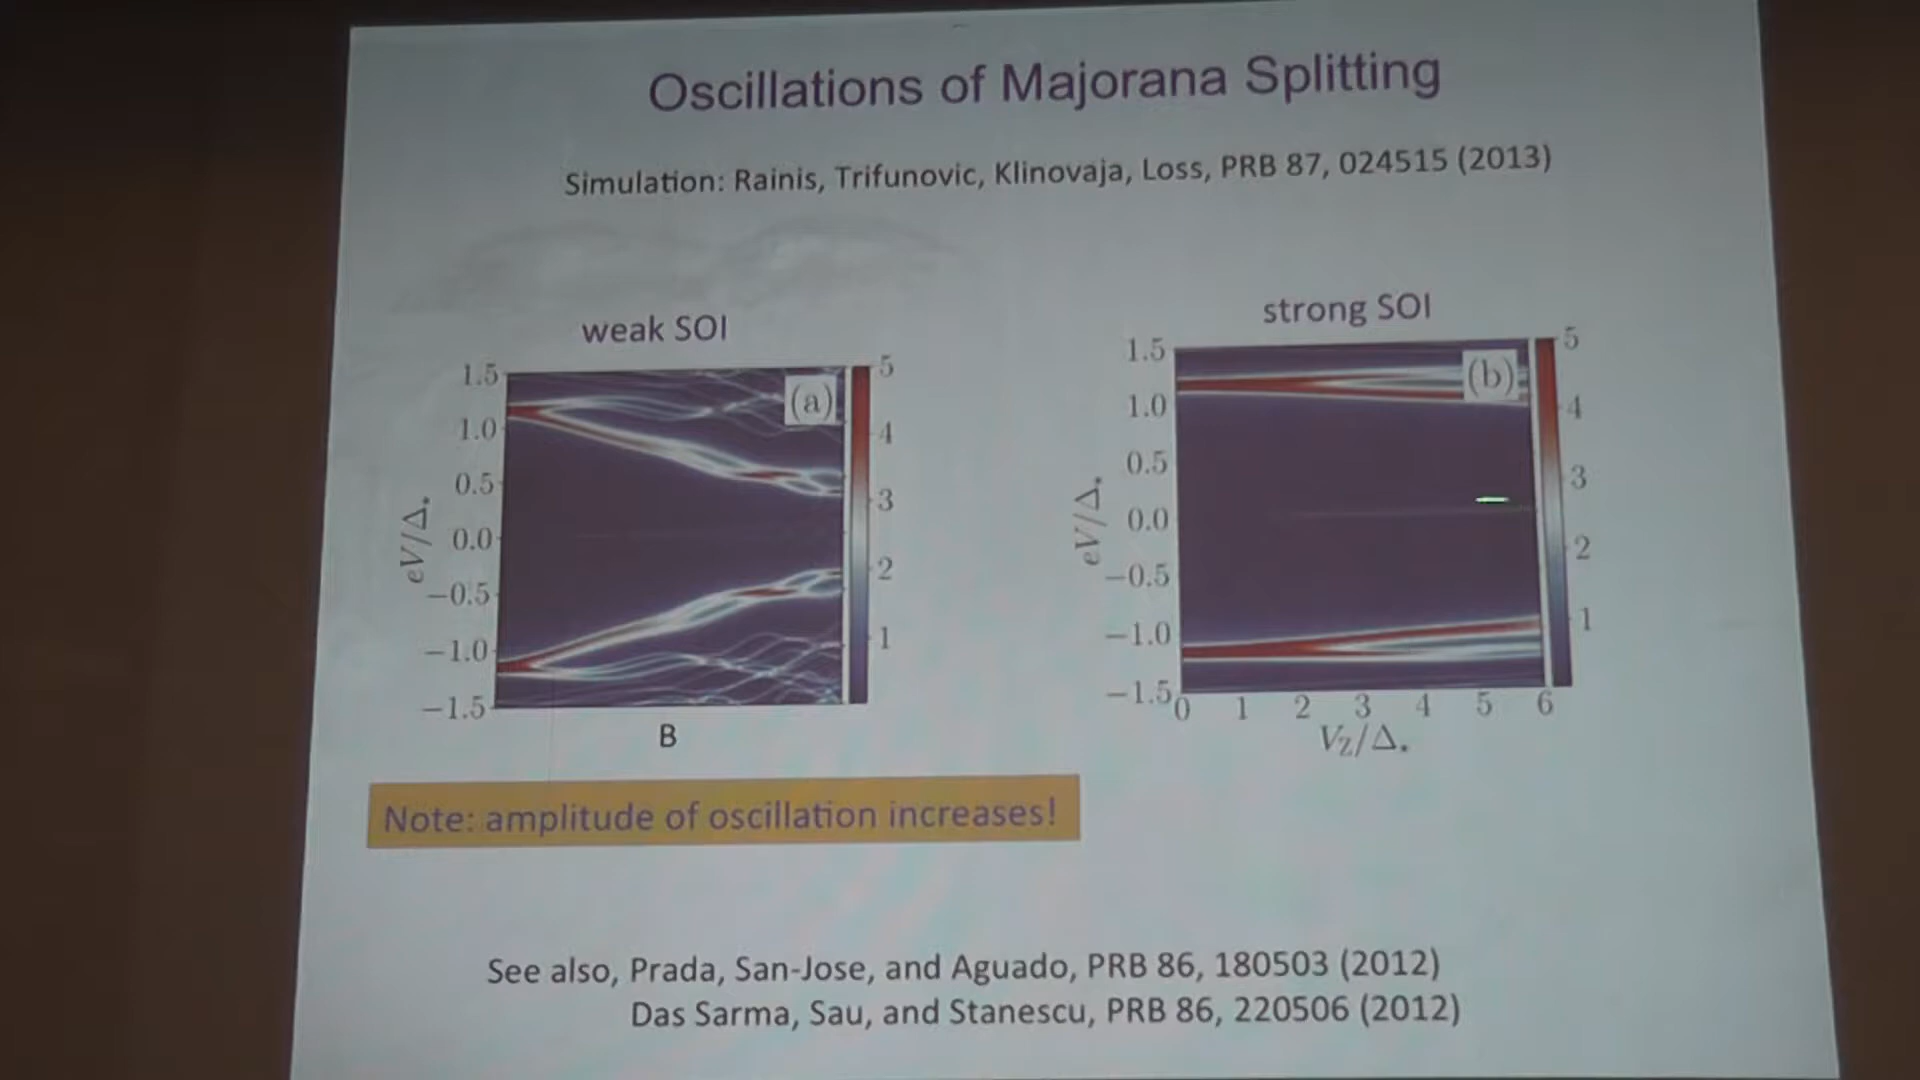 Oscillations of Majorana Splitting
Simulation: Rainis, Trifunovic, Klinovaja, Loss, PRB 87, 024515 (2013)
weak SOI
1.5
1.0
0.5
0.0
−0.5
−1.0
−1.5
eV/Δ⋆
(a)
5
4
3
2
1
B
strong SOI
1.5
1.0
0.5
0.0
−0.5
−1.0
−1.5
eV/Δ⋆
(b)
5
4
3
2
1
0 1 2 3 4 5 6
V_Z/Δ⋆
Note: amplitude of oscillation increases!
See also, Prada, San-Jose, and Aguado, PRB 86, 180503 (2012)
Das Sarma, Sau, and Stanescu, PRB 86, 220506 (2012)